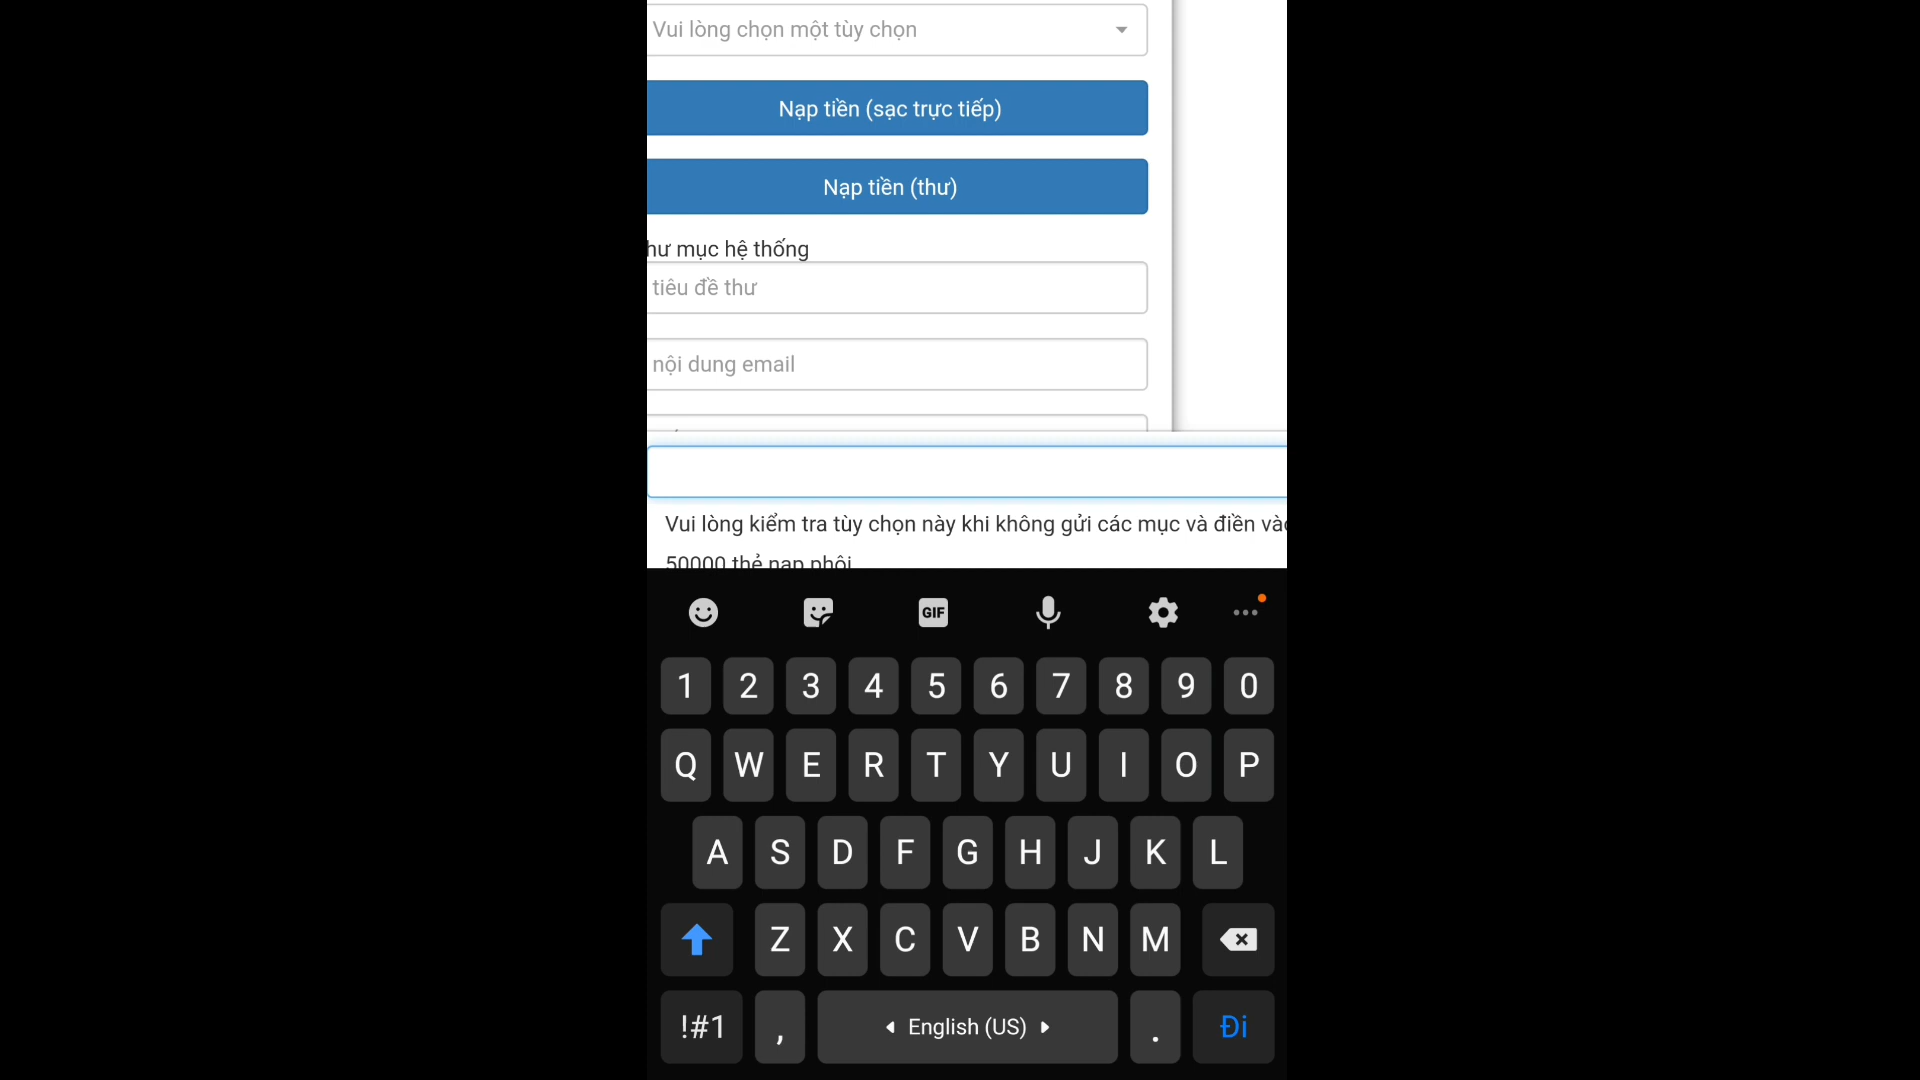 Vui lòng chọn một tùy chọn
Nạp tiền (sạc trực tiếp)
Nạp tiền (thư)
hư mục hệ thống
tiêu đề thư
nội dung email
Vui lòng kiểm tra tùy chọn này khi không gửi các mục và điền vào
50000 thẻ nạp phôi
GIF
1 2 3 4 5 6 7 8 9 0
Q W E R T Y U I O P
A S D F G H J K L
Z X C V B N M
!#1 , English (US) . Đi